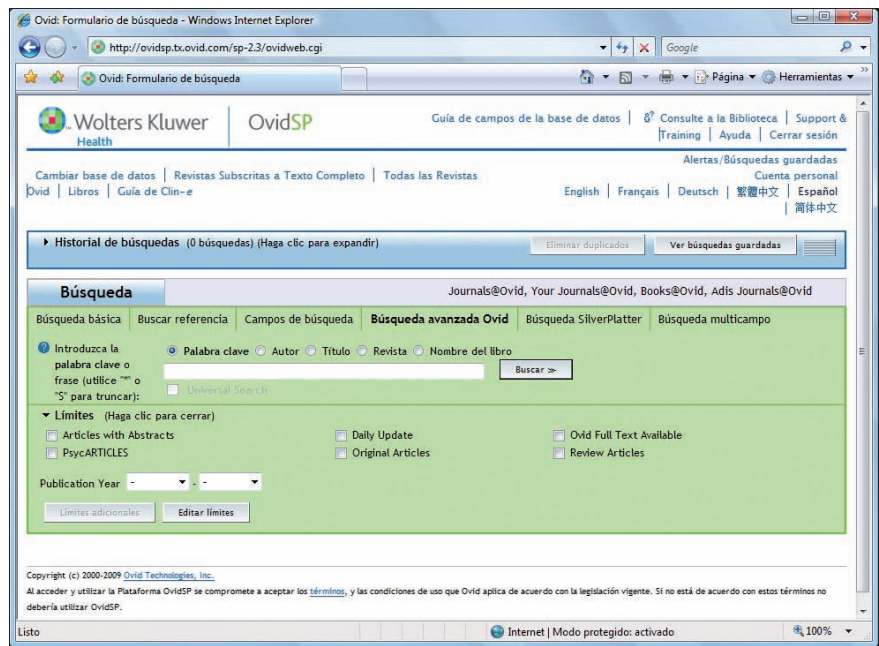 Ovid: Formulario de búsqueda - Windows Internet Explorer
http://ovidsp.tx.ovid.com/sp-2.3/ovidweb.cgi
Google
Ovid: Formulario de búsqueda
Página Herramientas
Wolters Kluwer
Health
OvidSP
Guía de campos de la base de datos | Consulte a la Biblioteca | Support &
Training | Ayuda | Cerrar sesión
Alertas/Búsquedas guardadas
Cambiar base de datos | Revistas Subscritas a Texto Completo | Todas las Revistas
Cuenta personal
Ovid | Libros | Guía de Clin-e
English | Français | Deutsch | 繁體中文 | Español
| 简体中文
Historial de búsquedas (0 búsquedas) (Haga clic para expandir)
Eliminar duplicados
Ver búsquedas guardadas
Búsqueda
Journals@Ovid, Your Journals@Ovid, Books@Ovid, Adis Journals@Ovid
Búsqueda básica | Buscar referencia | Campos de búsqueda | Búsqueda avanzada Ovid | Búsqueda SilverPlatter | Búsqueda multicampo
Introduzca la
palabra clave o
frase (utilice "*" o
"$" para truncar):
Palabra clave Autor Título Revista Nombre del libro
Buscar >>
Universal Search
Límites (Haga clic para cerrar)
Articles with Abstracts Daily Update Ovid Full Text Available
PsycARTICLES Original Articles Review Articles
Publication Year - - -
Límites adicionales Editar límites
Copyright (c) 2000-2009 Ovid Technologies, Inc.
Al acceder y utilizar la Plataforma OvidSP se compromete a aceptar los términos, y las condiciones de uso que Ovid aplica de acuerdo con la legislación vigente. Si no está de acuerdo con estos términos no
debería utilizar OvidSP.
Listo
Internet | Modo protegido: activado
100%